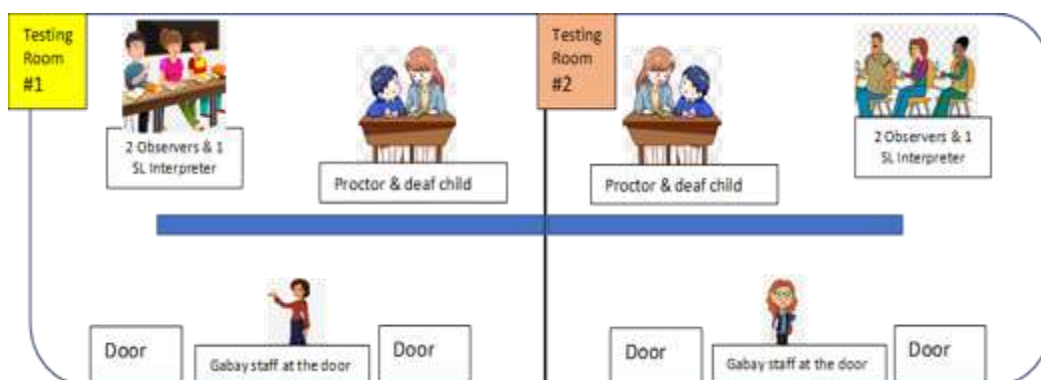 Testing
Room
#1
2 Observers & 1
SL Interpreter
Proctor & deaf child
Testing
Room
#2
Proctor & deaf child
2 Observers & 1
SL Interpreter
Door
Gabay staff at the door
Door
Door
Gabay staff at the door
Door